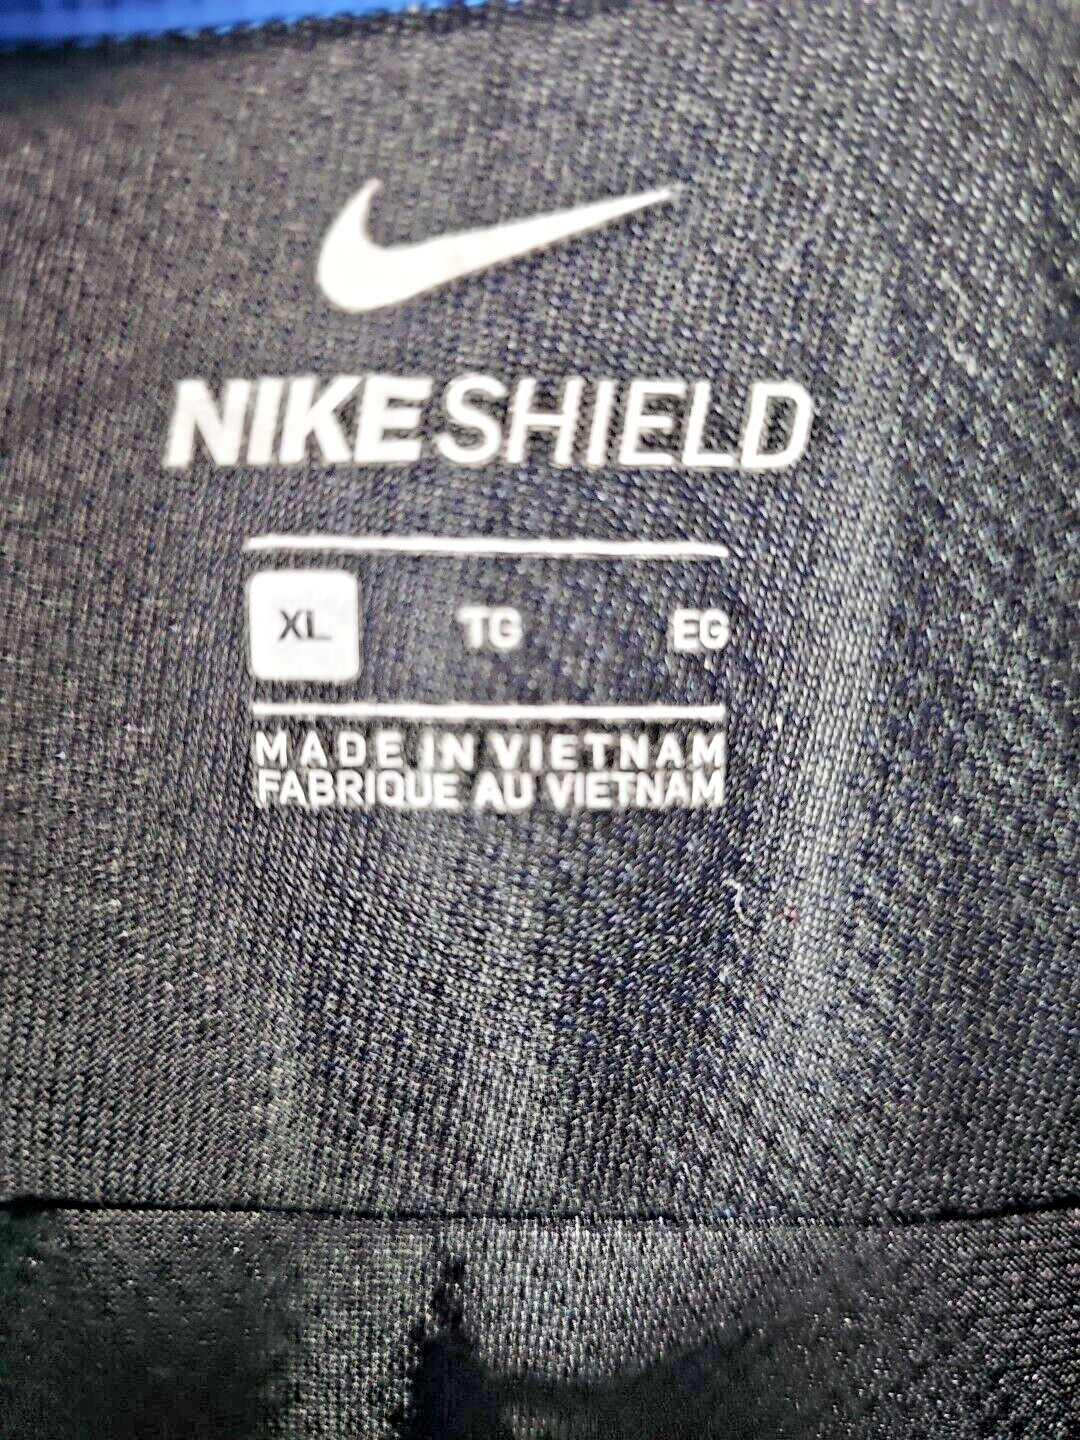 NIKESHIELD
XL TG EG
MADE IN VIETNAM
FABRIQUE AU VIETNAM